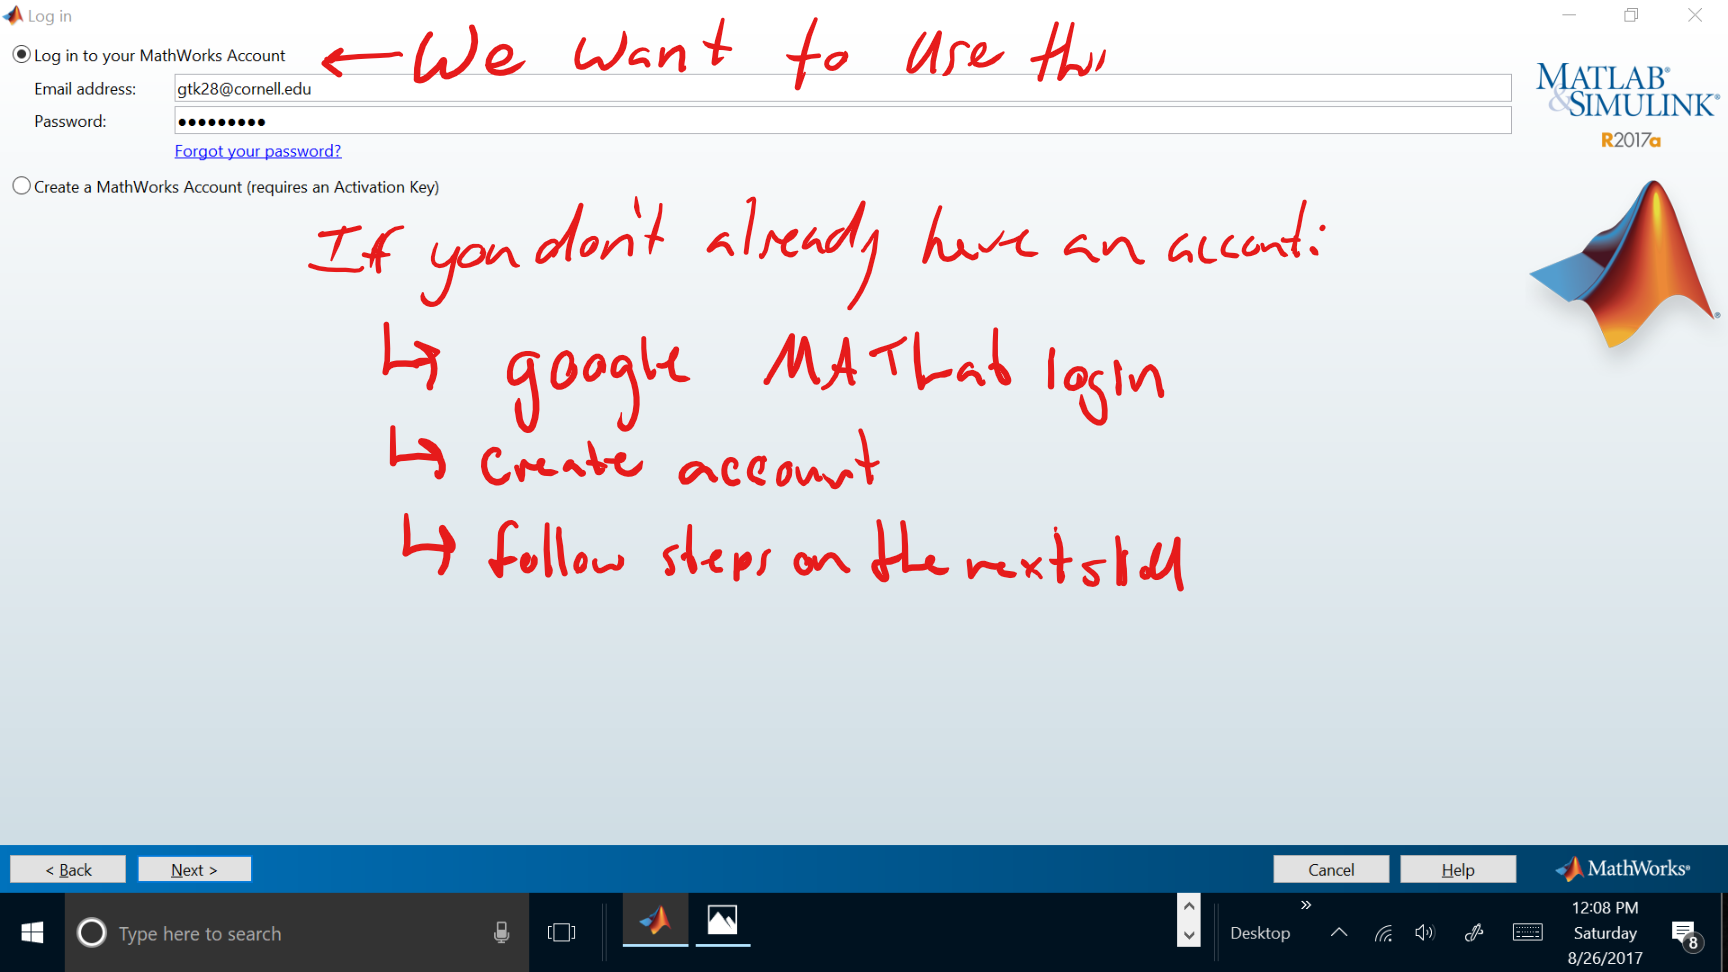 Log in
← We want to use this
Log in to your MathWorks Account
Email address: gtk28@cornell.edu
Password: •••••••••
Forgot your password?
Create a MathWorks Account (requires an Activation Key)
MATLAB®
&SIMULINK®
R2017a
If you don't already have an accont:
↳ google MATLab login
↳ create account
↳ follow steps on the next
< Back
Next >
Cancel
Help
MathWorks®
Type here to search
Desktop
12:08 PM
Saturday
8/26/2017
8